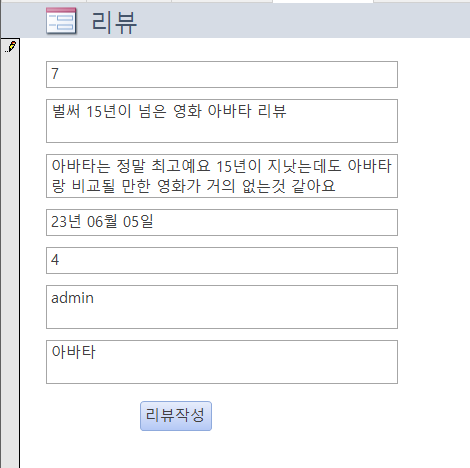 리뷰
7
벌써 15년이 넘은 영화 아바타 리뷰
아바타는 정말 최고예요 15년이 지낫는데도 아바타
랑 비교될 만한 영화가 거의 없는것 같아요
23년 06월 05일
4
admin
아바타
리뷰작성